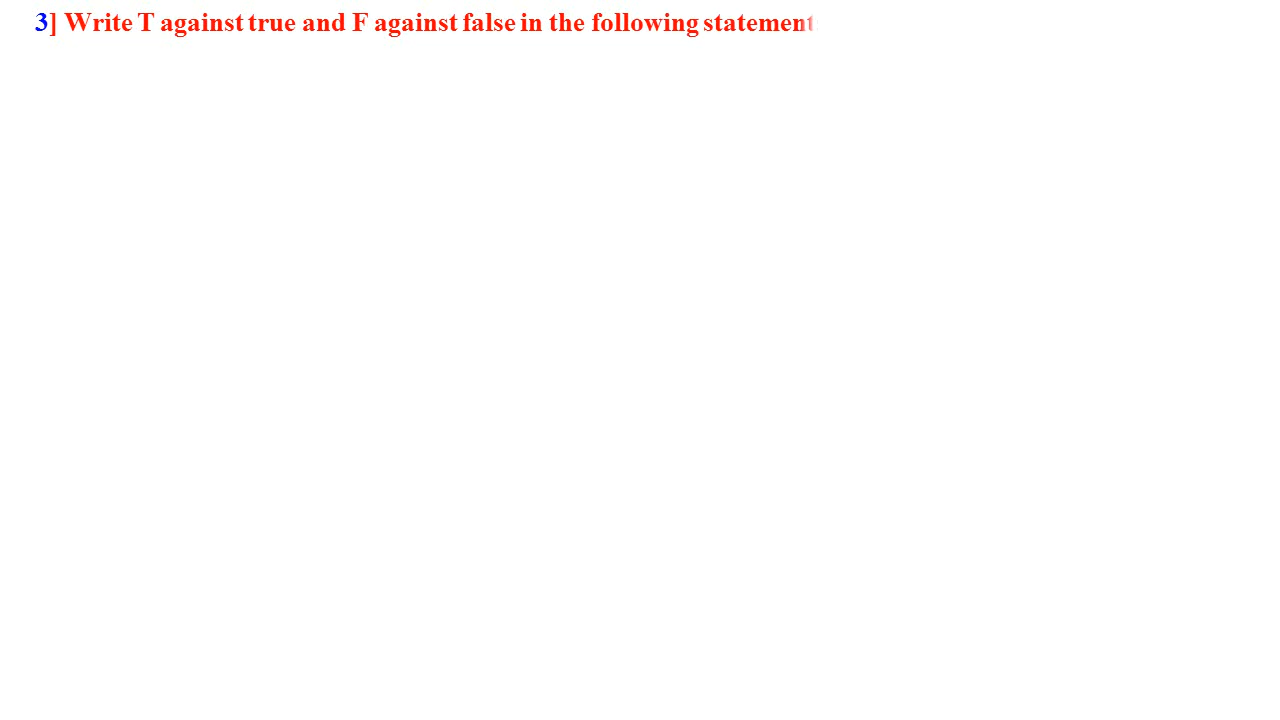 3] Write T against true and F against false in the following statement